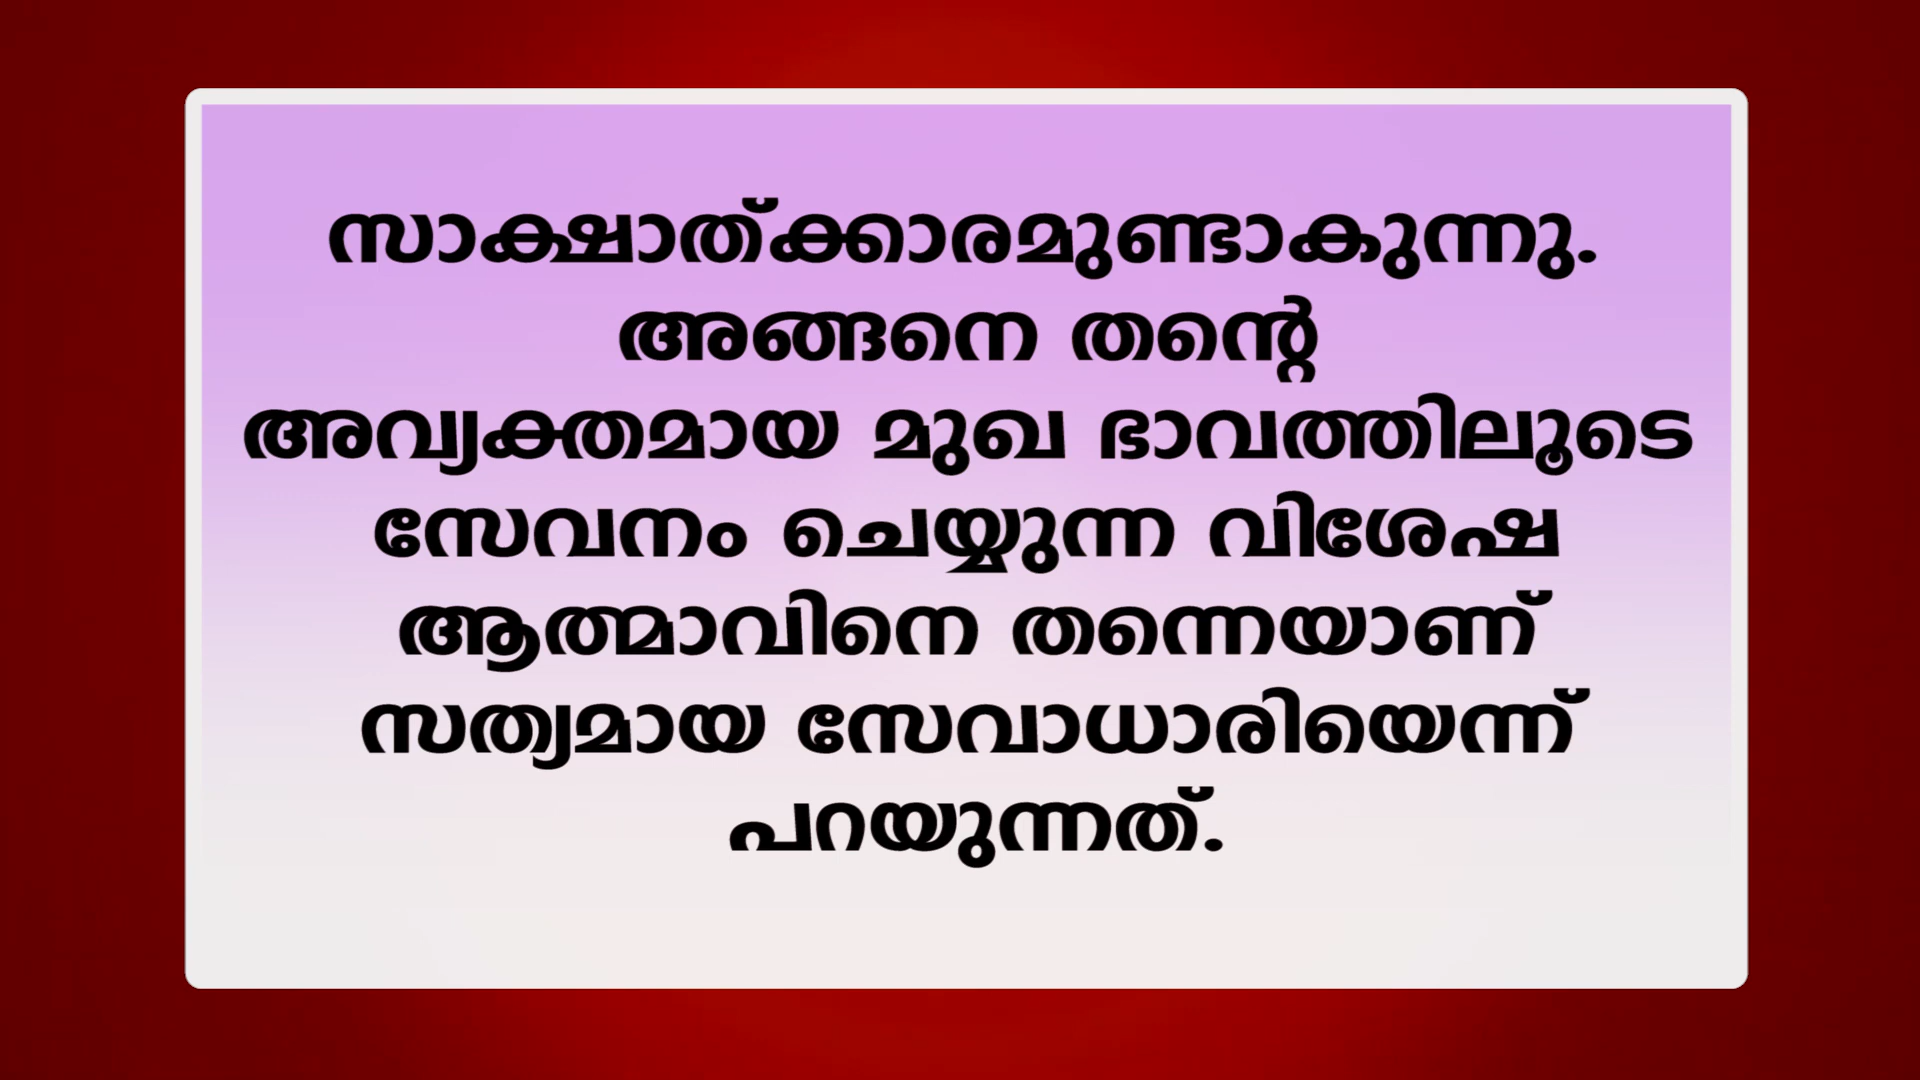 സാക്ഷാത്ക്കാരമുണ്ടാകുന്നു.
അങ്ങനെ തന്റെ
അവ്യക്തമായ മുഖ ഭാവത്തിലൂടെ
സേവനം ചെയ്യുന്ന വിശേഷ
ആത്മാവിനെ തന്നെയാണ്
സത്യമായ സേവാധാരിയെന്ന്
പറയുന്നത്.